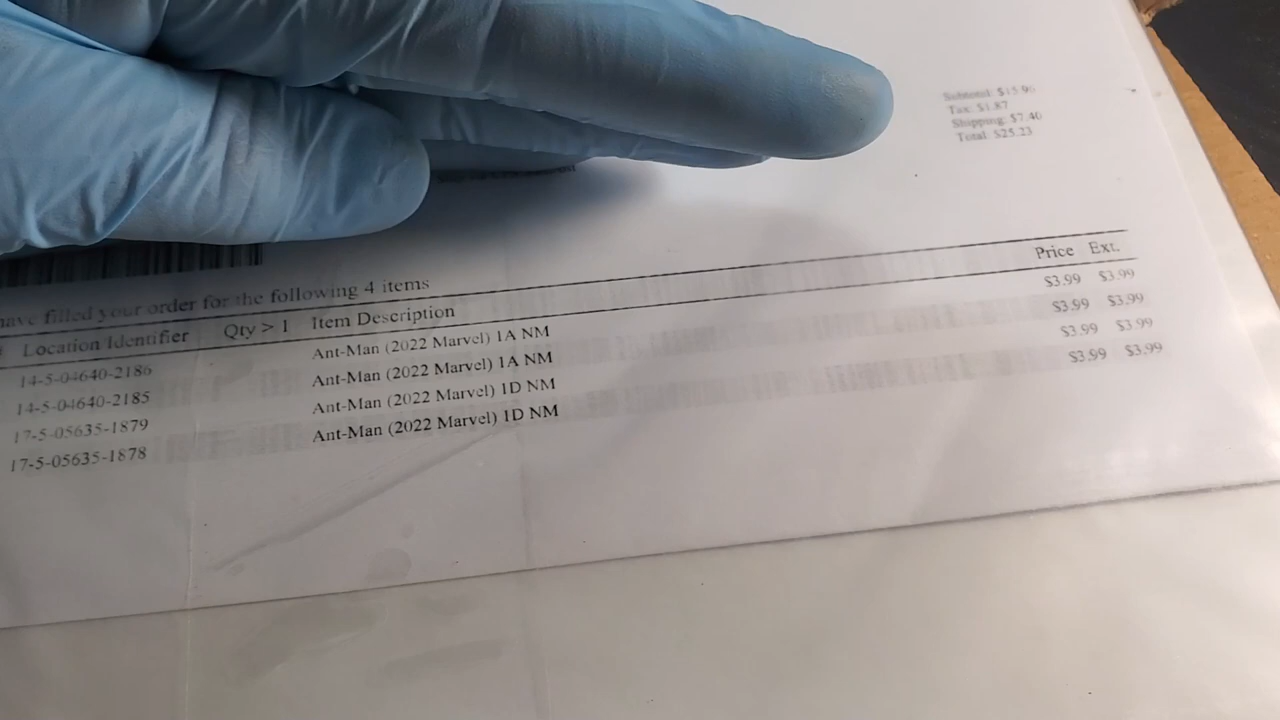 Subtotal: $15.96
Tax: $1.87
Shipping: $7.40
Total: $25.23
have filled your order for the following 4 items
Location Identifier Qty > 1 Item Description Price Ext.
14-5-04640-2186 Ant-Man (2022 Marvel) 1A NM $3.99 $3.99
14-5-04640-2185 Ant-Man (2022 Marvel) 1A NM $3.99 $3.99
17-5-05635-1879 Ant-Man (2022 Marvel) 1D NM $3.99 $3.99
17-5-05635-1878 Ant-Man (2022 Marvel) 1D NM $3.99 $3.99